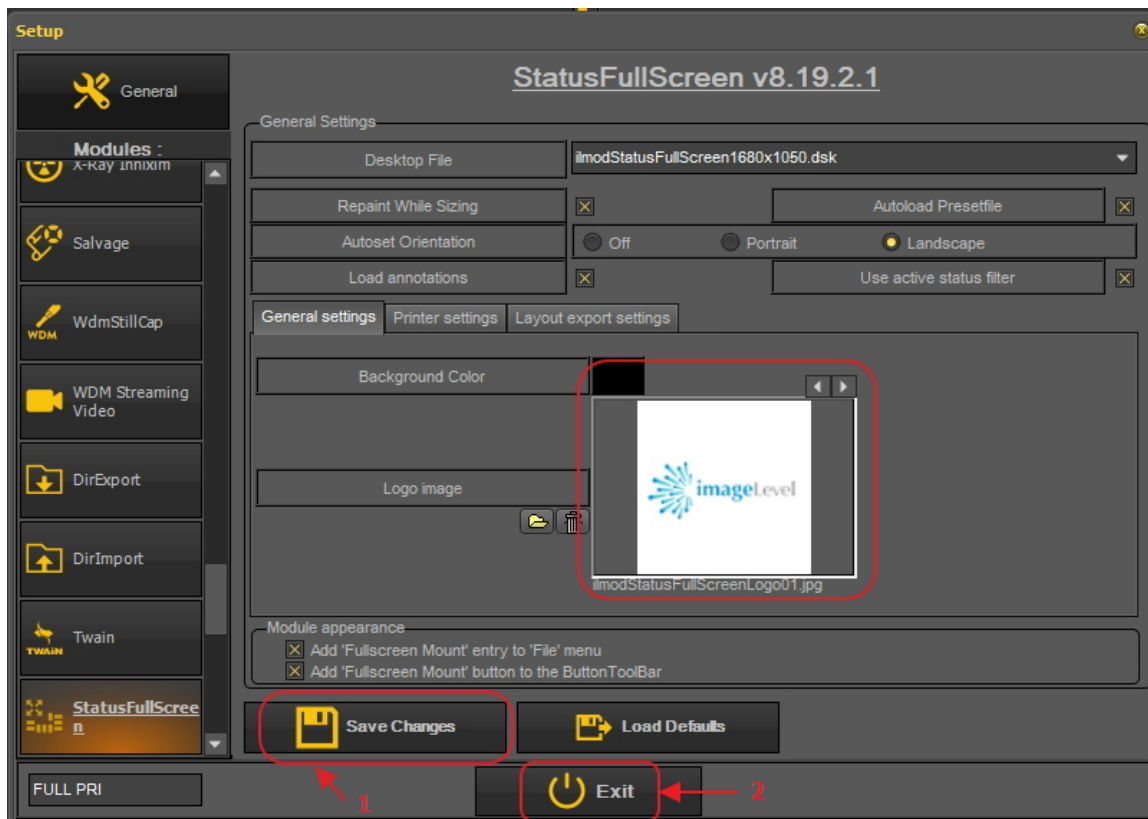 Setup
General
Modules :
X-Ray Innixim
Salvage
WDM
WdmStillCap
WDM Streaming
Video
DirExport
DirImport
TWAIN
Twain
StatusFullScree
n
FULL PRI
StatusFullScreen v8.19.2.1
General Settings
Desktop File
ilmodStatusFullScreen1680x1050.dsk
Repaint While Sizing
Autoload Presetfile
Autoset Orientation
Off
Portrait
Landscape
Load annotations
Use active status filter
General settings
Printer settings
Layout export settings
Background Color
Logo image
imageLevel
ilmodStatusFullScreenLogo01.jpg
Module appearance
Add 'Fullscreen Mount' entry to 'File' menu
Add 'Fullscreen Mount' button to the ButtonToolBar
Save Changes
Load Defaults
1
Exit
2